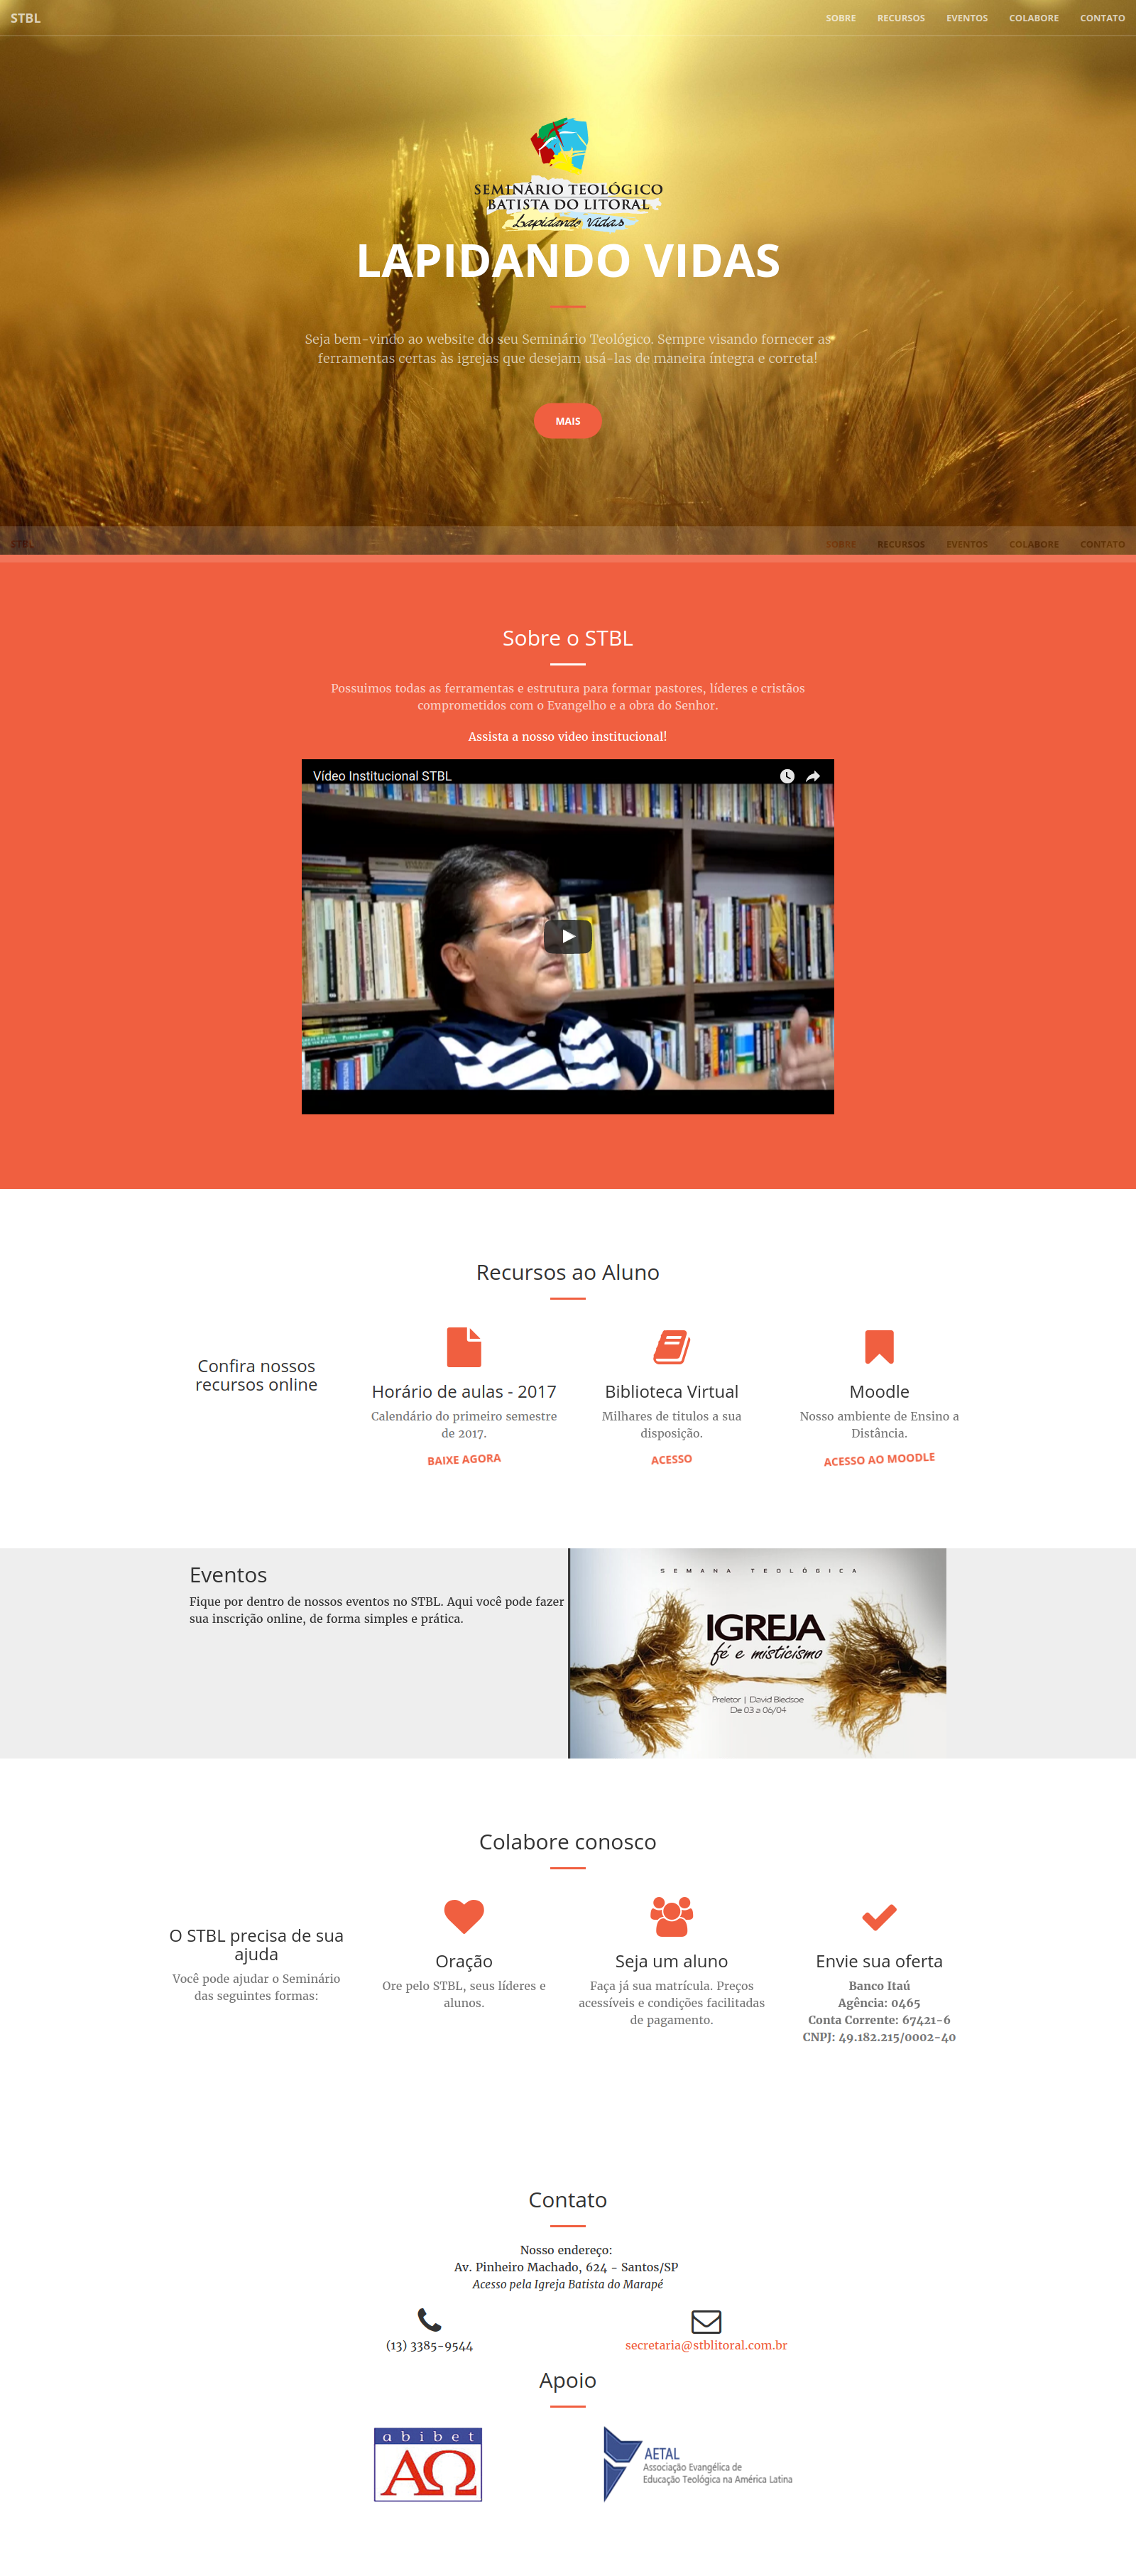 STBL
SOBRE RECURSOS EVENTOS COLABORE CONTATO
SEMINÁRIO TEOLÓGICO
BATISTA DO LITORAL
Lapidando Vidas
LAPIDANDO VIDAS
Seja bem-vindo ao website do seu Seminário Teológico. Sempre visando fornecer as
ferramentas certas às igrejas que desejam usá-las de maneira íntegra e correta!
MAIS
STBL
SOBRE RECURSOS EVENTOS COLABORE CONTATO
Sobre o STBL
Possuimos todas as ferramentas e estrutura para formar pastores, líderes e cristãos
comprometidos com o Evangelho e a obra do Senhor.
Assista a nosso video institucional!
Vídeo Institucional STBL
Recursos ao Aluno
Confira nossos
recursos online
Horário de aulas - 2017
Calendário do primeiro semestre
de 2017.
BAIXE AGORA
Biblioteca Virtual
Milhares de titulos a sua
disposição.
ACESSO
Moodle
Nosso ambiente de Ensino a
Distância.
ACESSO AO MOODLE
Eventos
Fique por dentro de nossos eventos no STBL. Aqui você pode fazer
sua inscrição online, de forma simples e prática.
SEMANA TEOLÓGICA
IGREJA
fé e misticismo
Preletor | David Bledsoe
De 03 a 06/04
Colabore conosco
O STBL precisa de sua
ajuda
Você pode ajudar o Seminário
das seguintes formas:
Oração
Ore pelo STBL, seus líderes e
alunos.
Seja um aluno
Faça já sua matrícula. Preços
acessíveis e condições facilitadas
de pagamento.
Envie sua oferta
Banco Itaú
Agência: 0465
Conta Corrente: 67421-6
CNPJ: 49.182.215/0002-40
Contato
Nosso endereço:
Av. Pinheiro Machado, 624 - Santos/SP
Acesso pela Igreja Batista do Marapé
(13) 3385-9544
secretaria@stblitoral.com.br
Apoio
abibet
ΑΩ
AETAL
Associação Evangélica de
Educação Teológica na América Latina